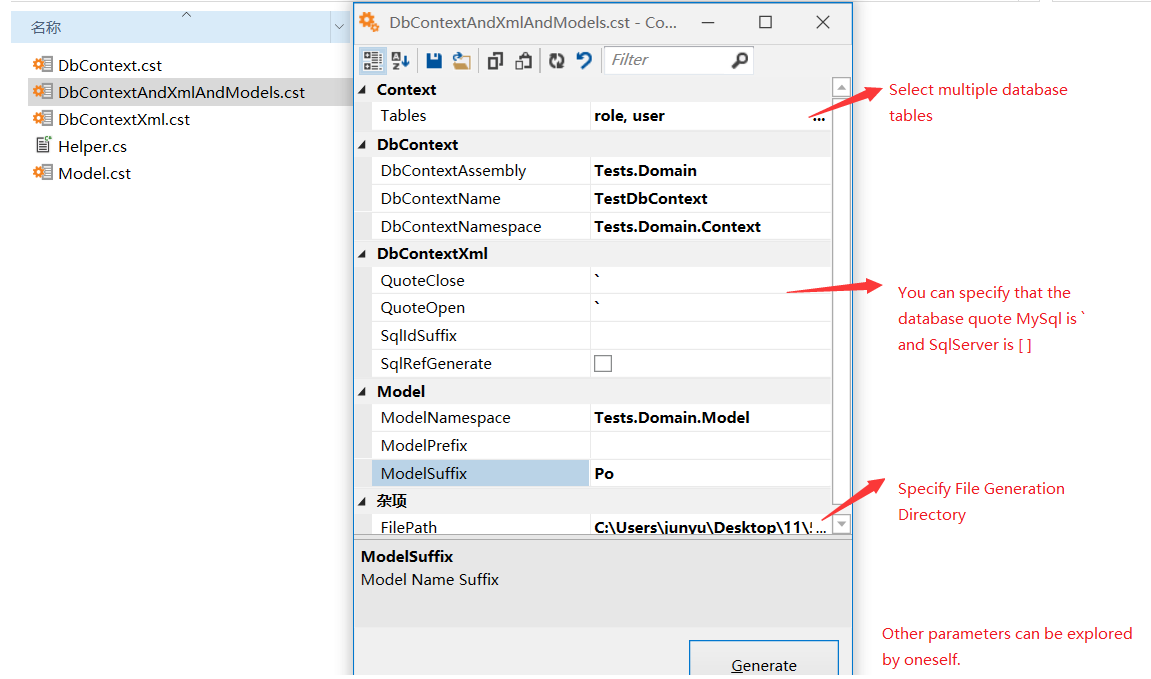 名称
DbContext.cst
DbContextAndXmlAndModels.cst
DbContextXml.cst
Helper.cs
Model.cst
DbContextAndXmlAndModels.cst - Co...
Filter
Context
Tables role, user ...
DbContext
DbContextAssembly Tests.Domain
DbContextName TestDbContext
DbContextNamespace Tests.Domain.Context
DbContextXml
QuoteClose `
QuoteOpen `
SqlIdSuffix
SqlRefGenerate
Model
ModelNamespace Tests.Domain.Model
ModelPrefix
ModelSuffix Po
杂项
FilePath C:\Users\junyu\Desktop\11\ ...
ModelSuffix
Model Name Suffix
Generate
Select multiple database
tables
You can specify that the
database quote MySql is `
and SqlServer is [ ]
Specify File Generation
Directory
Other parameters can be explored
by oneself.